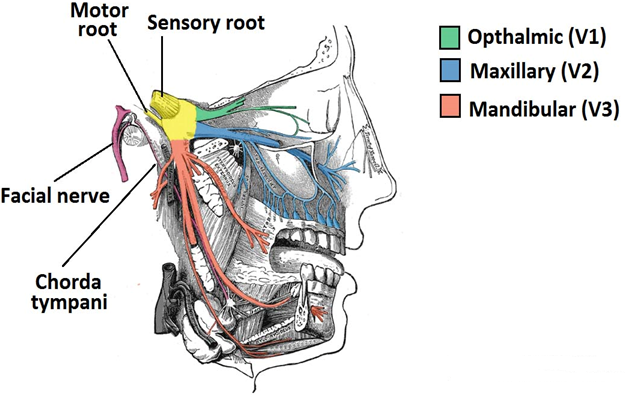 Motor
root
Sensory root
Opthalmic (V1)
Maxillary (V2)
Mandibular (V3)
Facial nerve
Chorda
tympani